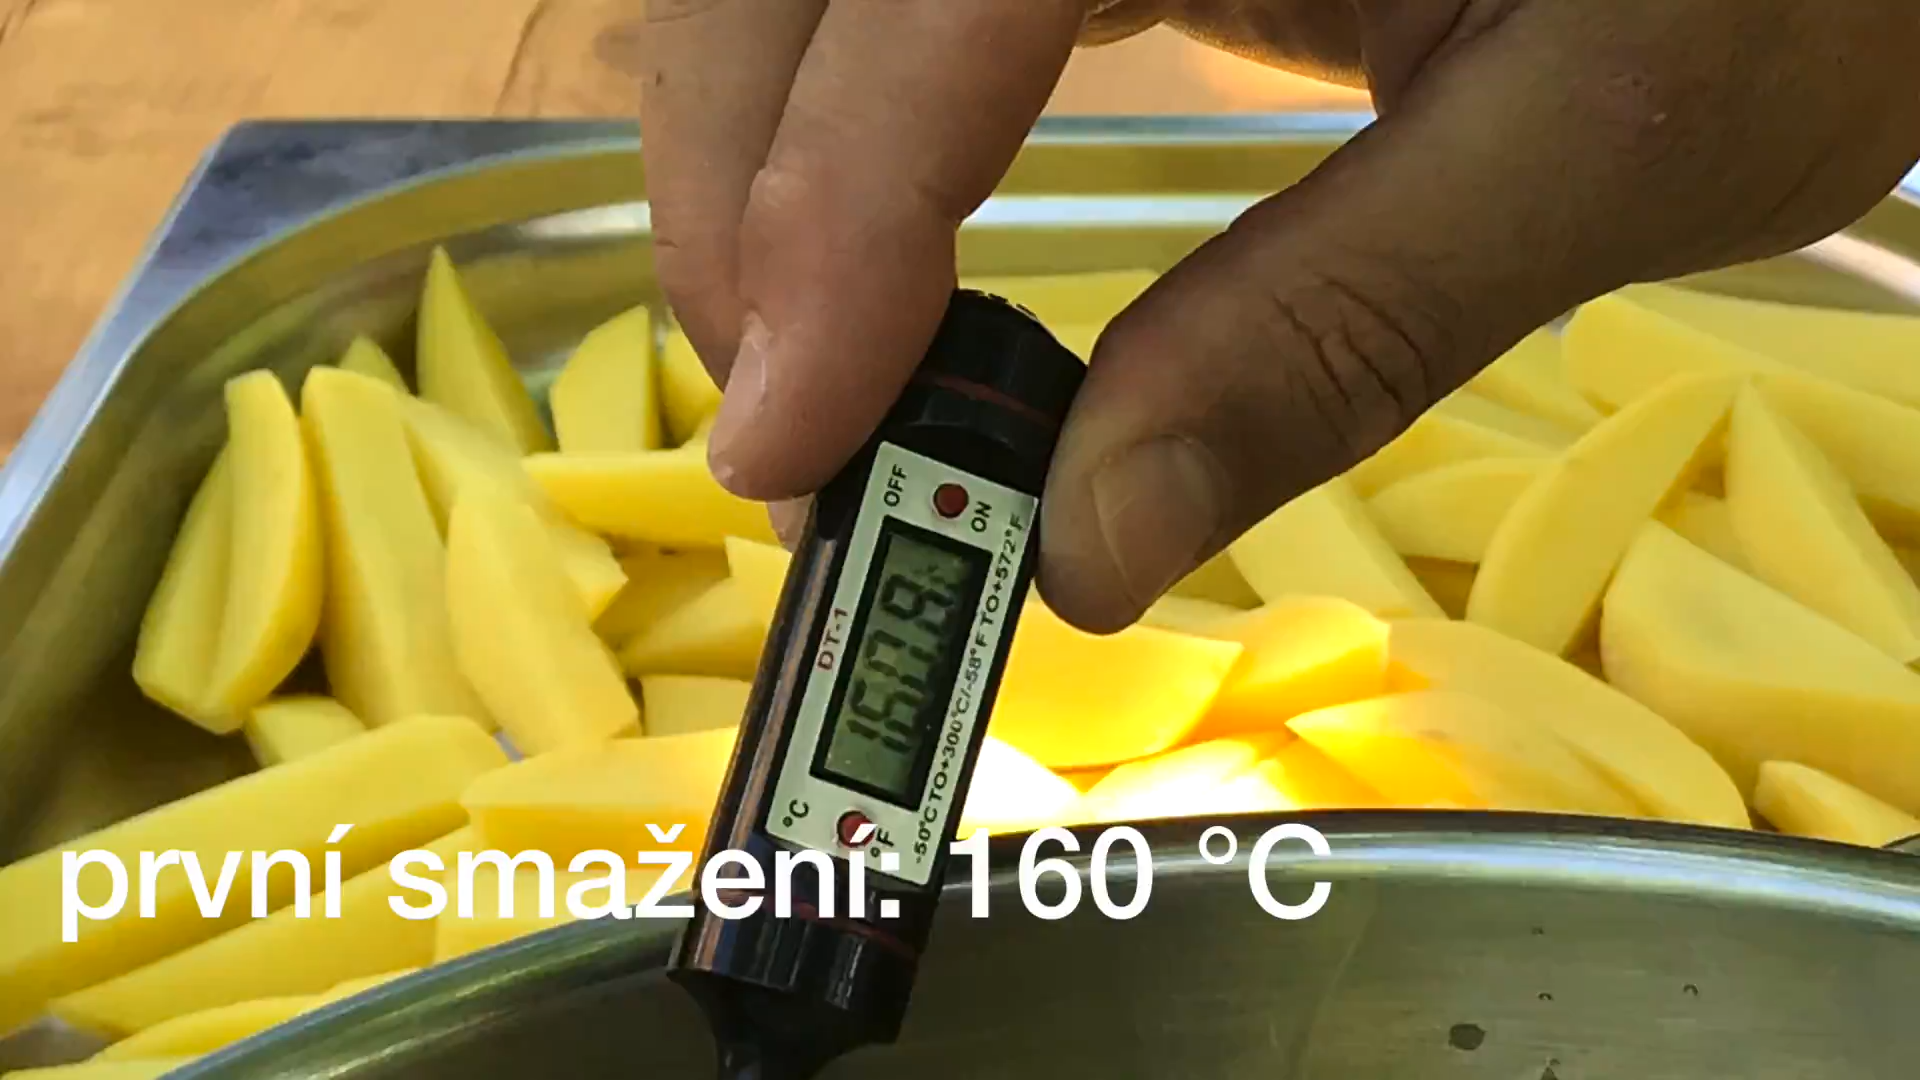 OFF
ON
160.8
DT-1
-50°C TO+300°C/-58°F TO+572°F
°C
°F
první smažení: 160 °C